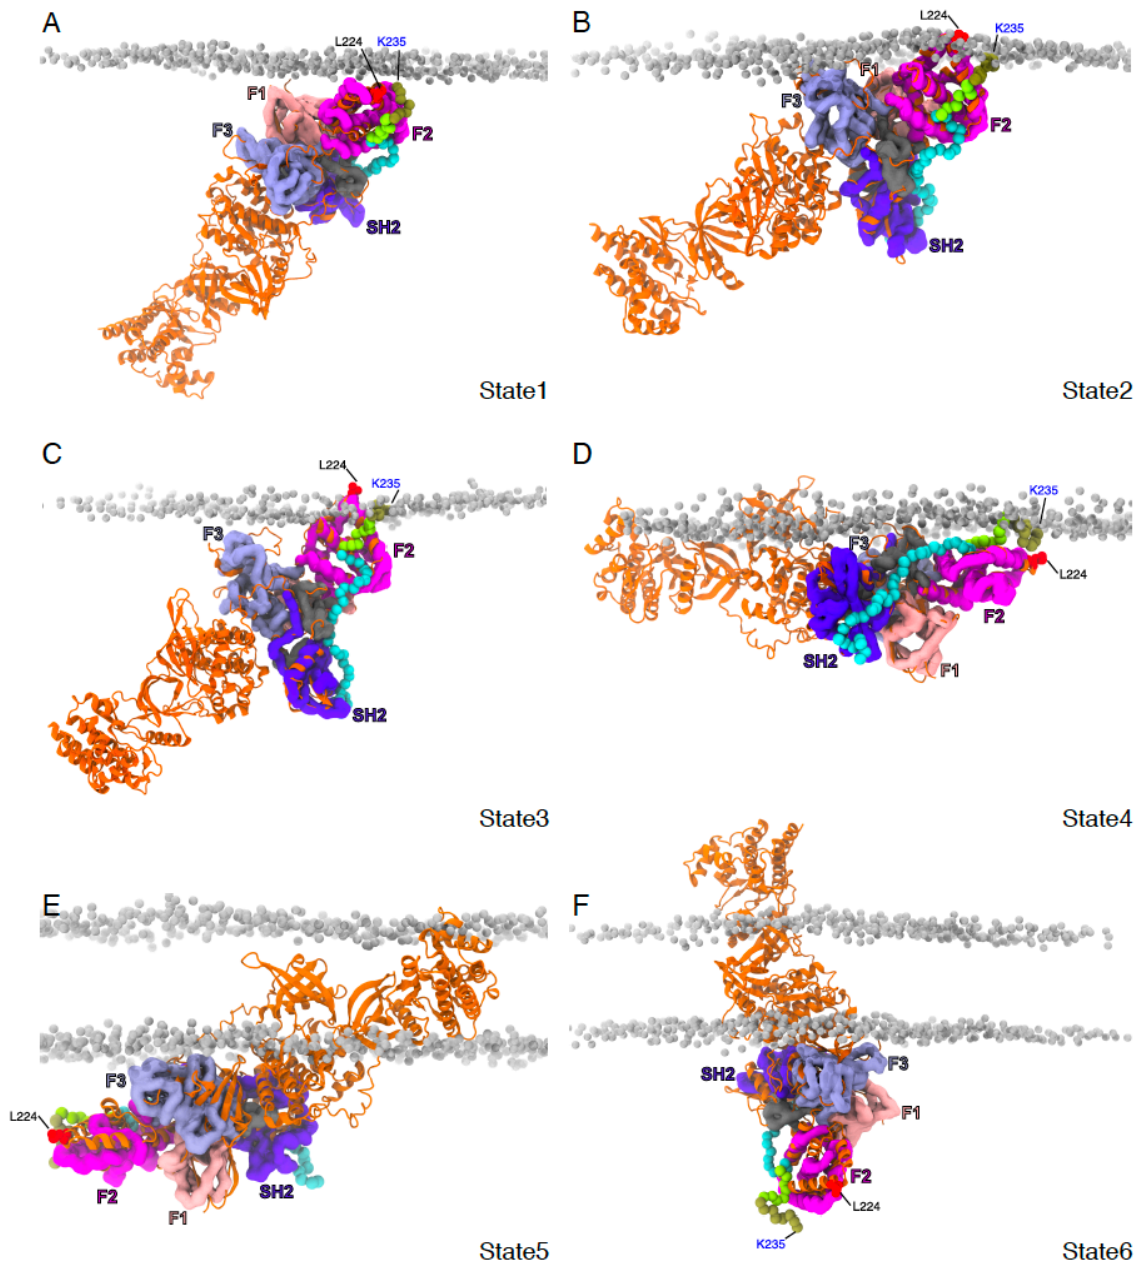 A
L224
K235
F1
F3
F2
SH2
State1
B
L224
K235
F1
F3
F2
SH2
State2
C
L224
K235
F3
F2
SH2
State3
D
K235
F3
L224
F2
SH2
F1
State4
E
F3
L224
F2
SH2
F1
State5
F
SH2
F3
F1
F2
L224
K235
State6